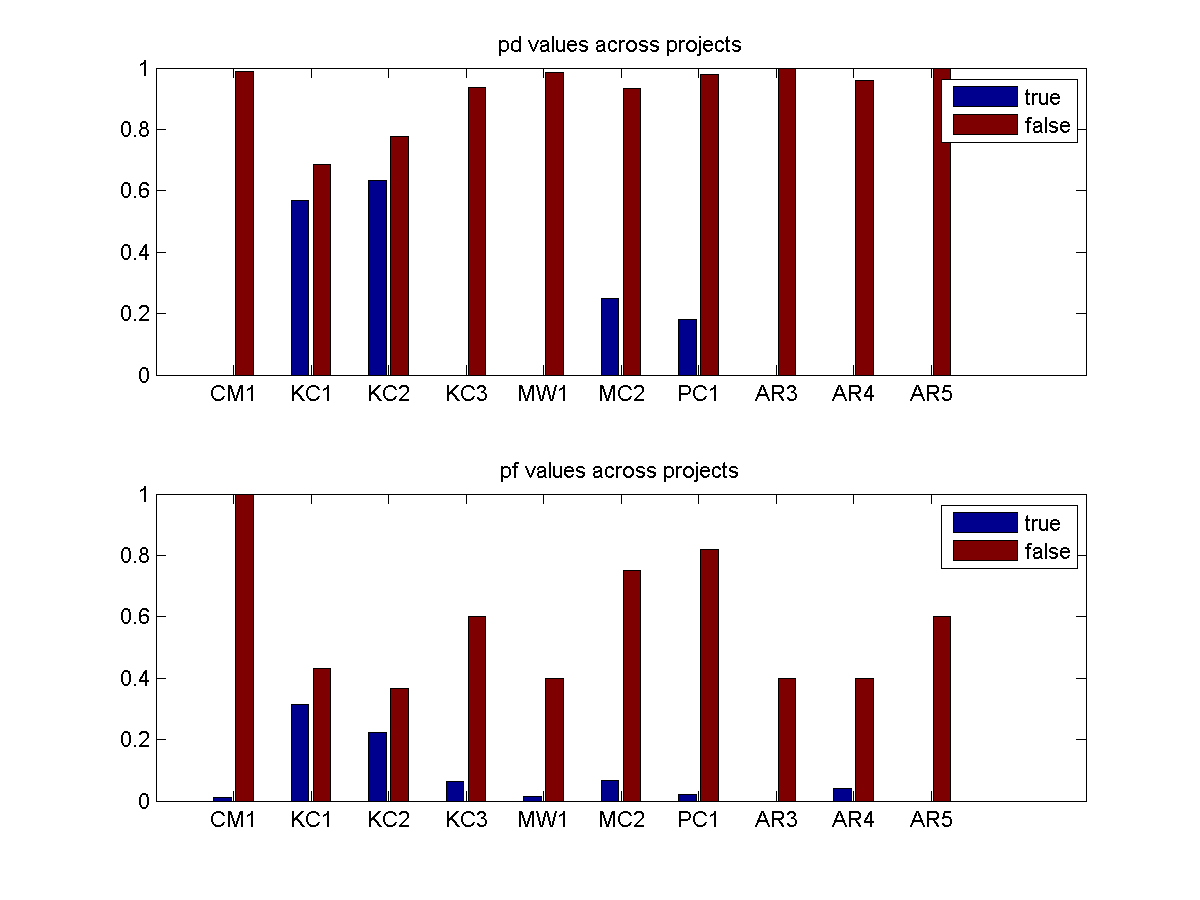 pd values across projects
1
0.8
0.6
0.4
0.2
0
true
false
CM1 KC1 KC2 KC3 MW1 MC2 PC1 AR3 AR4 AR5
pf values across projects
1
0.8
0.6
0.4
0.2
0
true
false
CM1 KC1 KC2 KC3 MW1 MC2 PC1 AR3 AR4 AR5